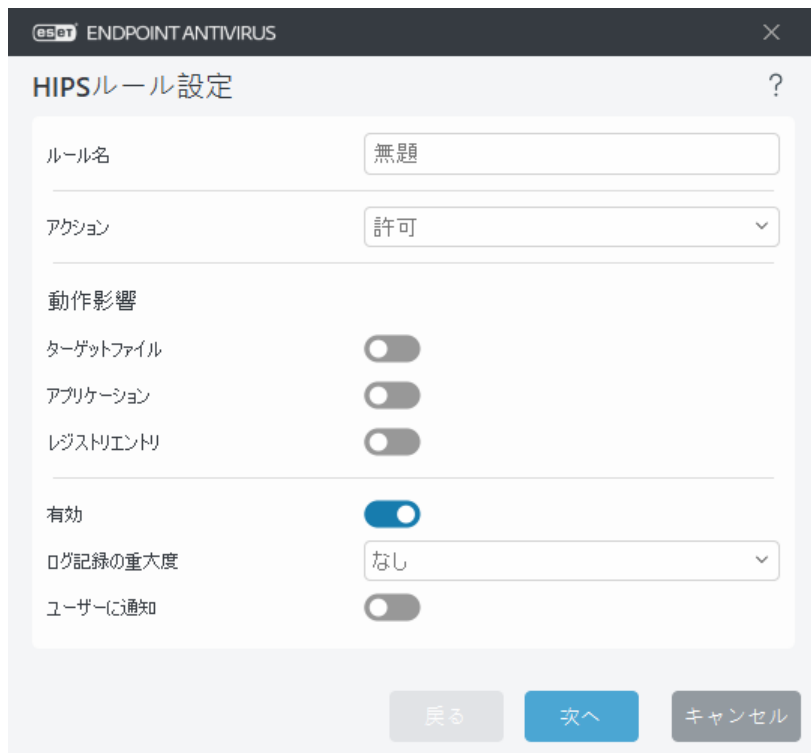 eset ENDPOINT ANTIVIRUS
HIPSルール設定 ?
ルール名 無題
アクション 許可
動作影響
ターゲットファイル
アプリケーション
レジストリエントリ
有効
ログ記録の重大度 なし
ユーザーに通知
戻る 次へ キャンセル